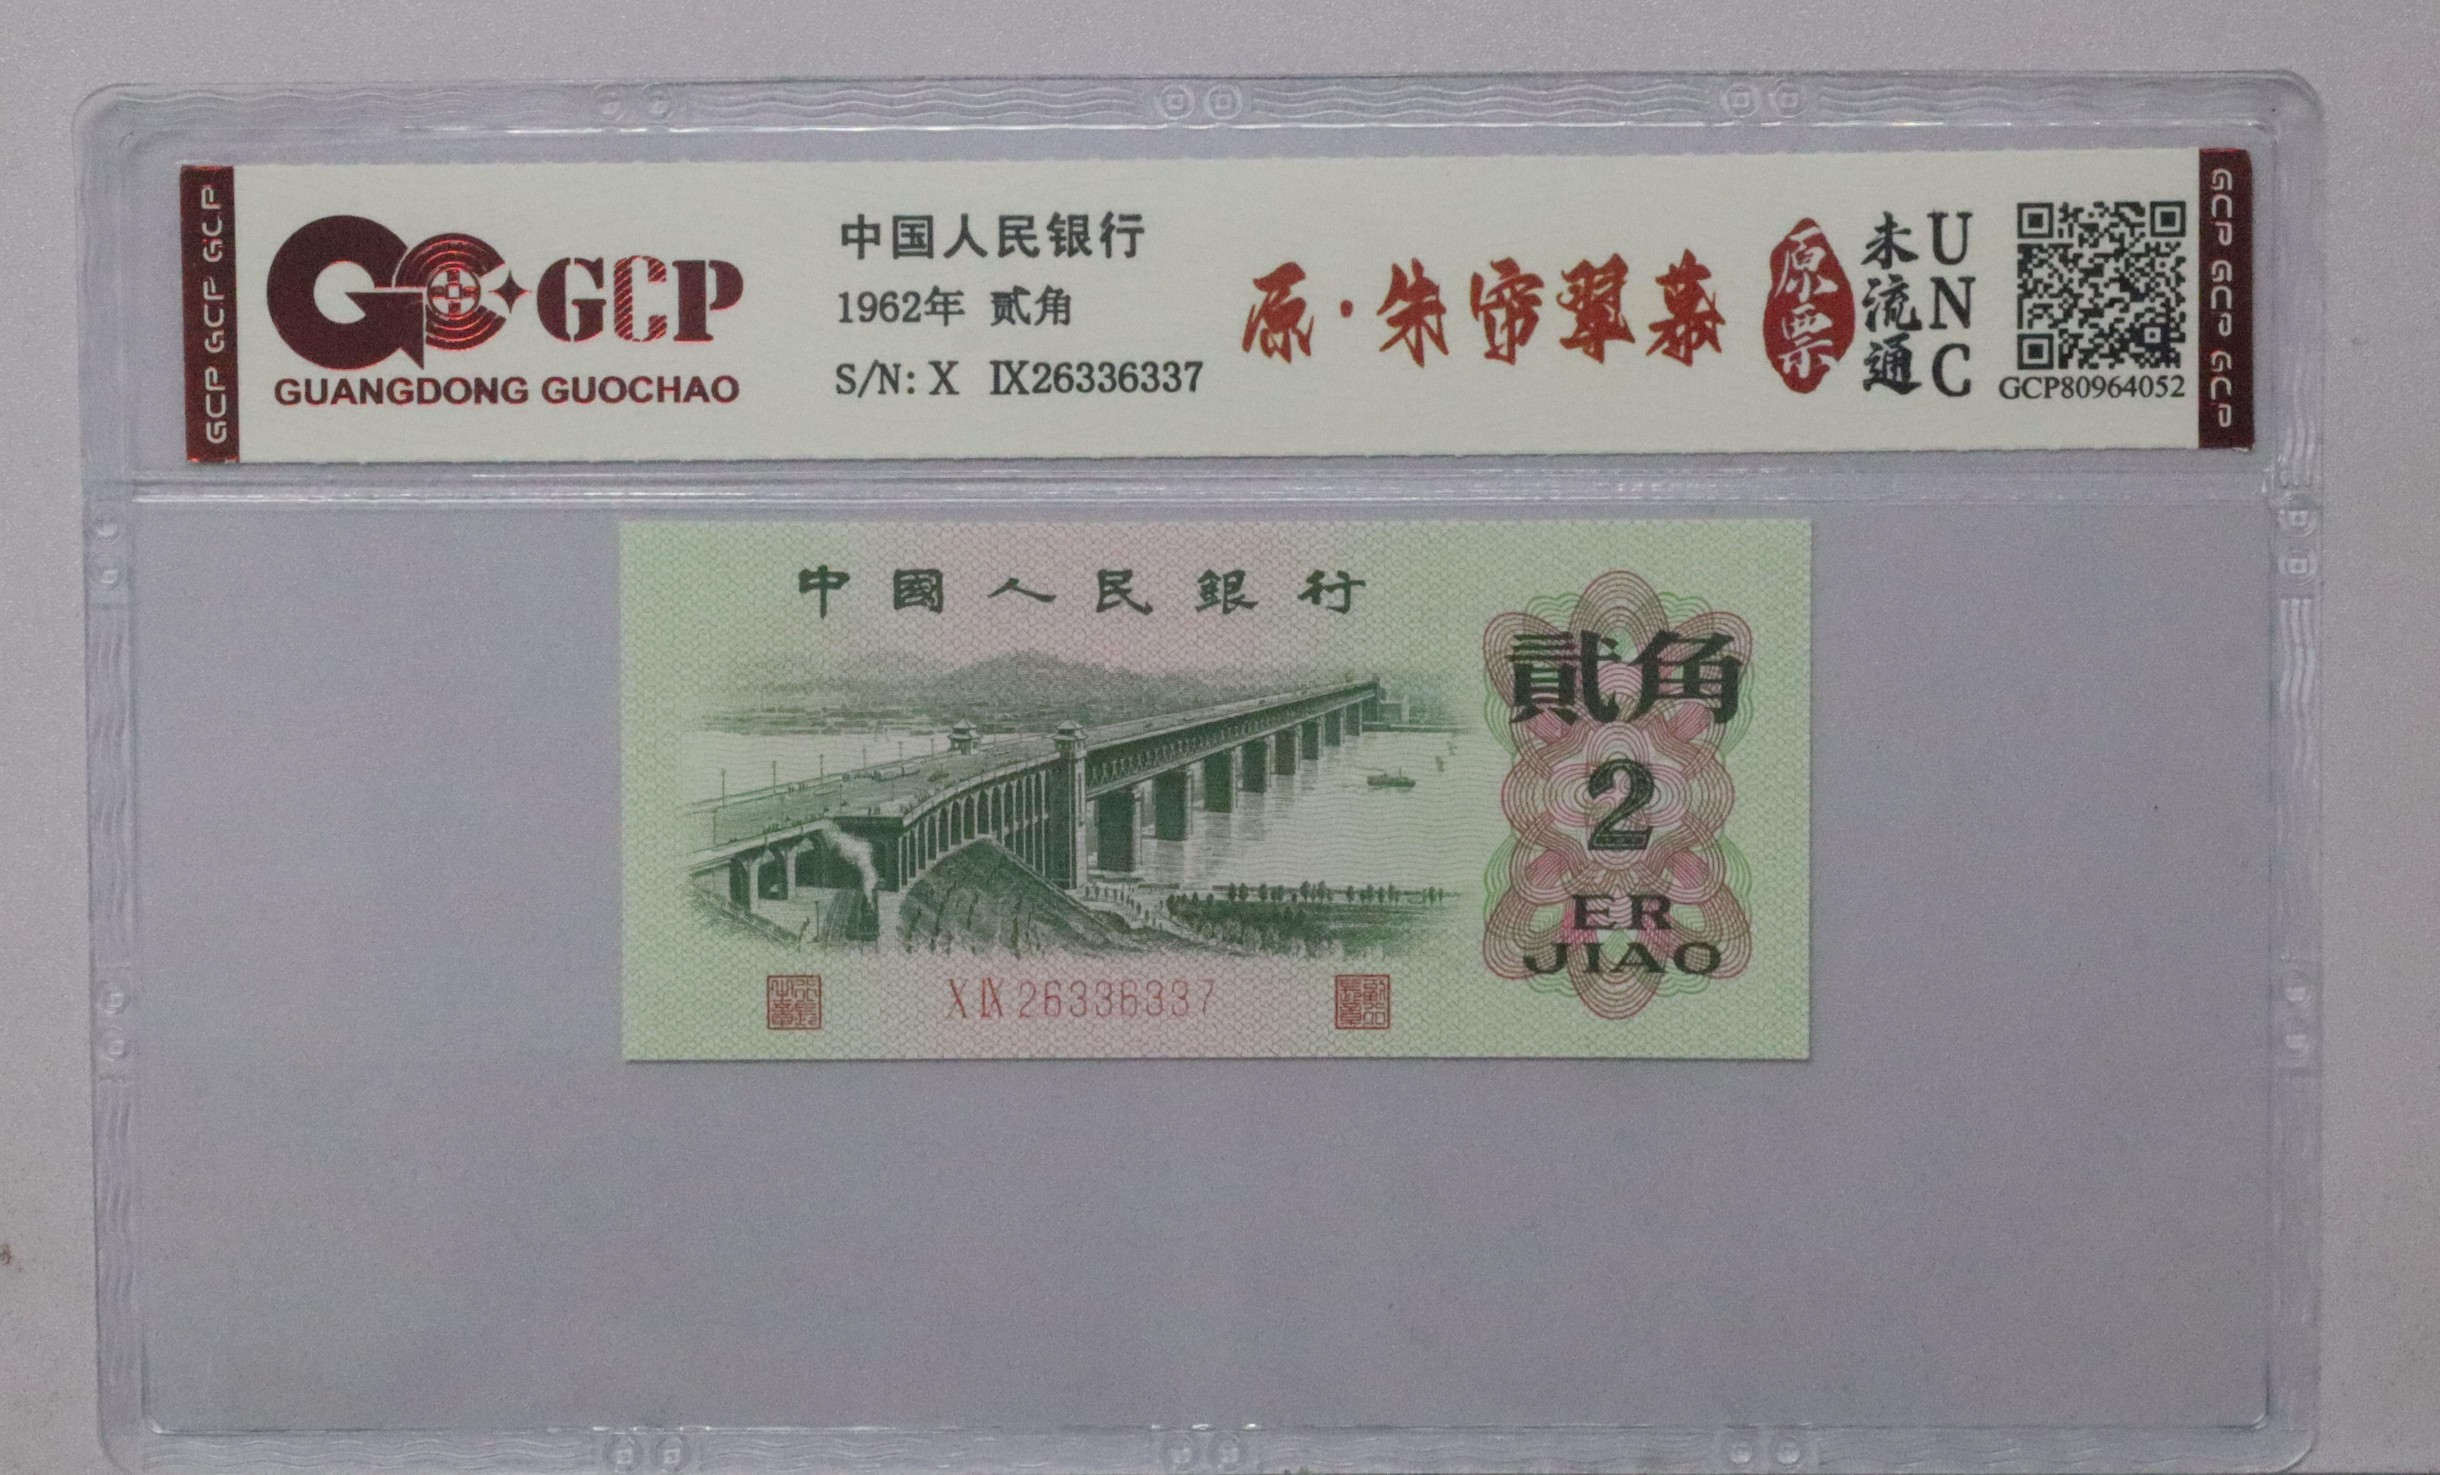 GCP GCP GCP
GCP
GUANGDONG GUOCHAO
中国人民银行
1962年 贰角
S/N: X IX26336337
原·朱帘翠幕
原票
未流通
UNC
GCP80964052
GCP GCP GCP
中國人民銀行
貳角
2
ER
JIAO
X IX 26336337